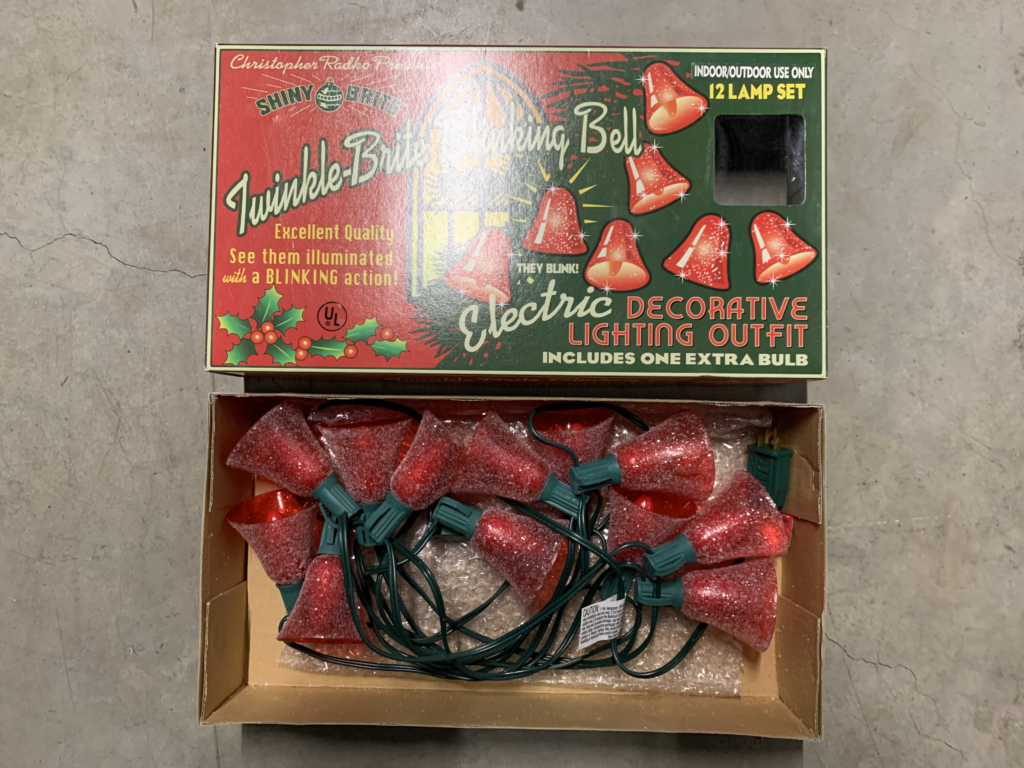 Christopher Radko Presents
SHINY BRITE
INDOOR/OUTDOOR USE ONLY
12 LAMP SET
Twinkle-Brite Blinking Bell
Excellent Quality
See them illuminated
with a BLINKING action!
THEY BLINK!
UL
Electric DECORATIVE
LIGHTING OUTFIT
INCLUDES ONE EXTRA BULB
CAUTION: